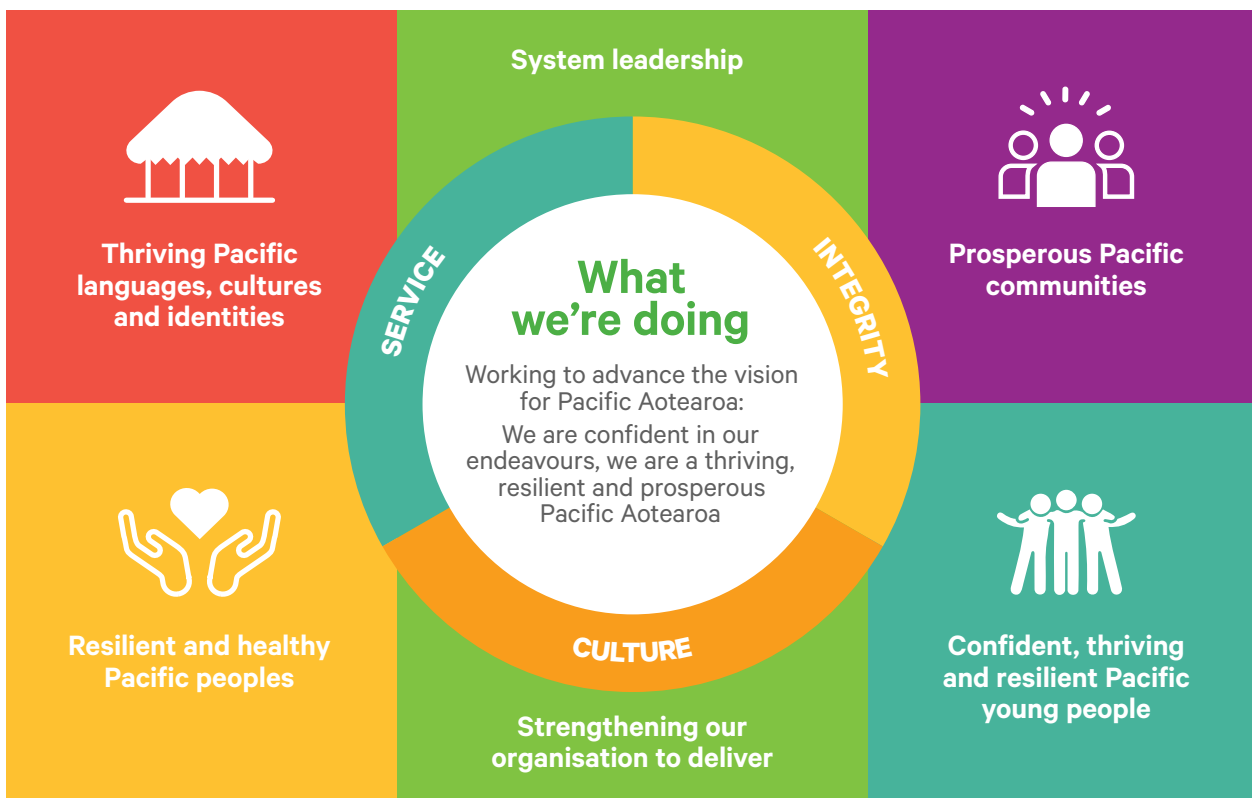 System leadership
Thriving Pacific
languages, cultures
and identities
Prosperous Pacific
communities
SERVICE
INTEGRITY
CULTURE
What
we're doing
Working to advance the vision
for Pacific Aotearoa:
We are confident in our
endeavours, we are a thriving,
resilient and prosperous
Pacific Aotearoa
Resilient and healthy
Pacific peoples
Confident, thriving
and resilient Pacific
young people
Strengthening our
organisation to deliver